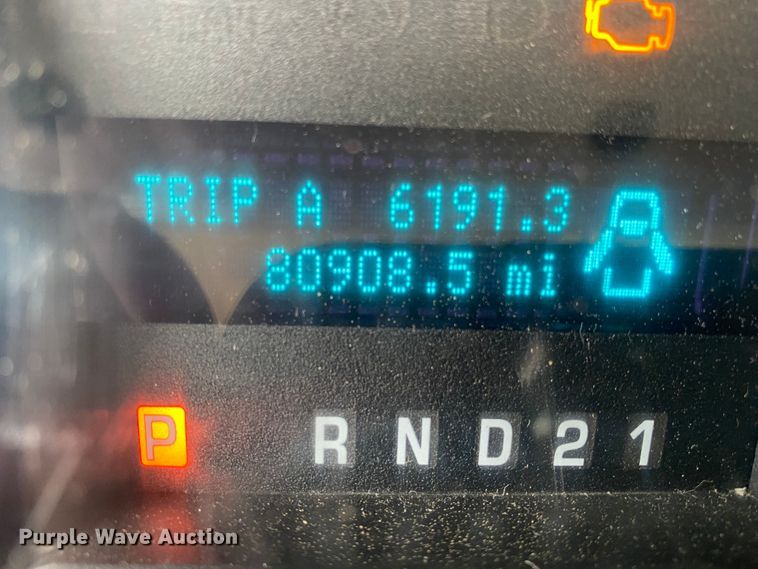 TRIP A 6191.3
80908.5 mi
P R N D 2 1
Purple Wave Auction